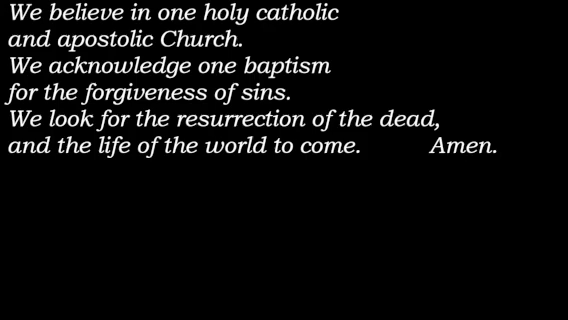 We believe in one holy catholic
and apostolic Church.
We acknowledge one baptism
for the forgiveness of sins.
We look for the resurrection of the dead,
and the life of the world to come. Amen.